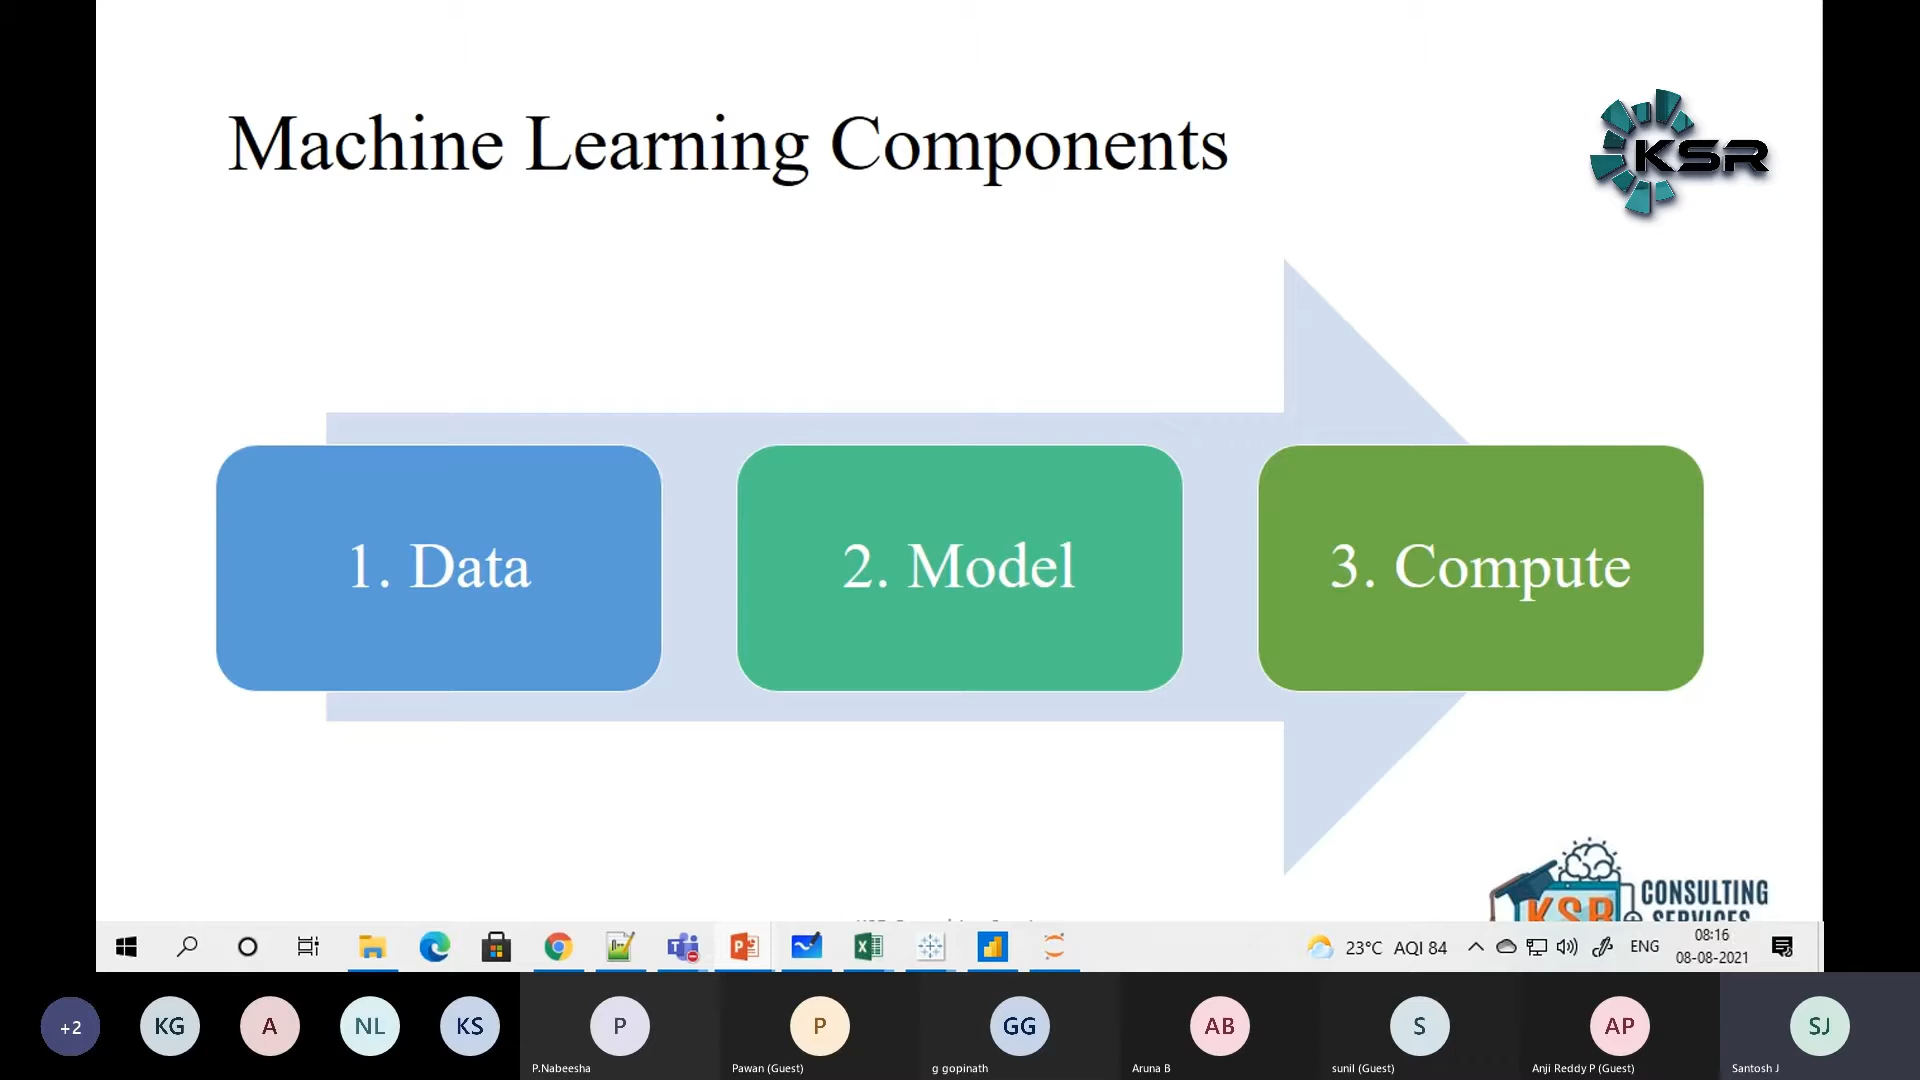 Machine Learning Components
KSR
1. Data
2. Model
3. Compute
CONSULTING
SERVICES
KSR
23°C AQI 84
ENG
08:16
08-08-2021
+2
KG
A
NL
KS
P
P
GG
AB
S
AP
SJ
P.Nabeesha
Pawan (Guest)
g gopinath
Aruna B
sunil (Guest)
Anji Reddy P (Guest)
Santosh J